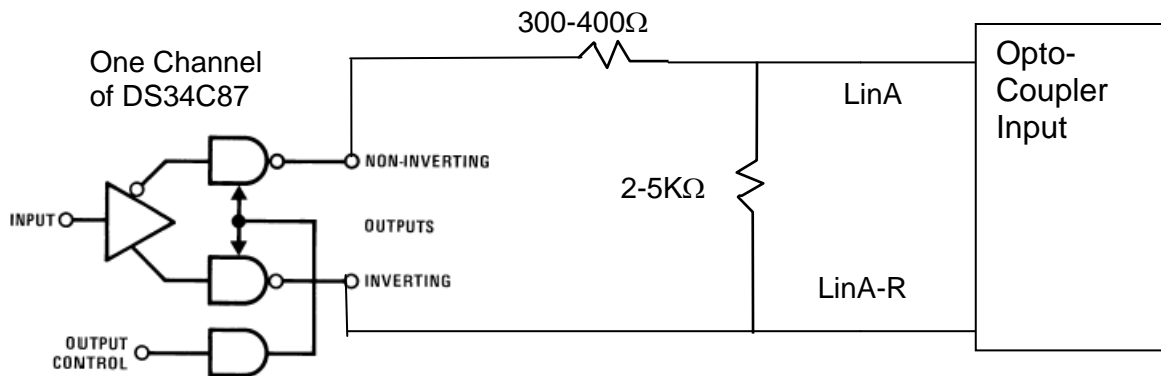 300-400Ω
One Channel
of DS34C87
Opto-
Coupler
Input
LinA
NON-INVERTING
2-5KΩ
INPUT
OUTPUTS
INVERTING
LinA-R
OUTPUT
CONTROL